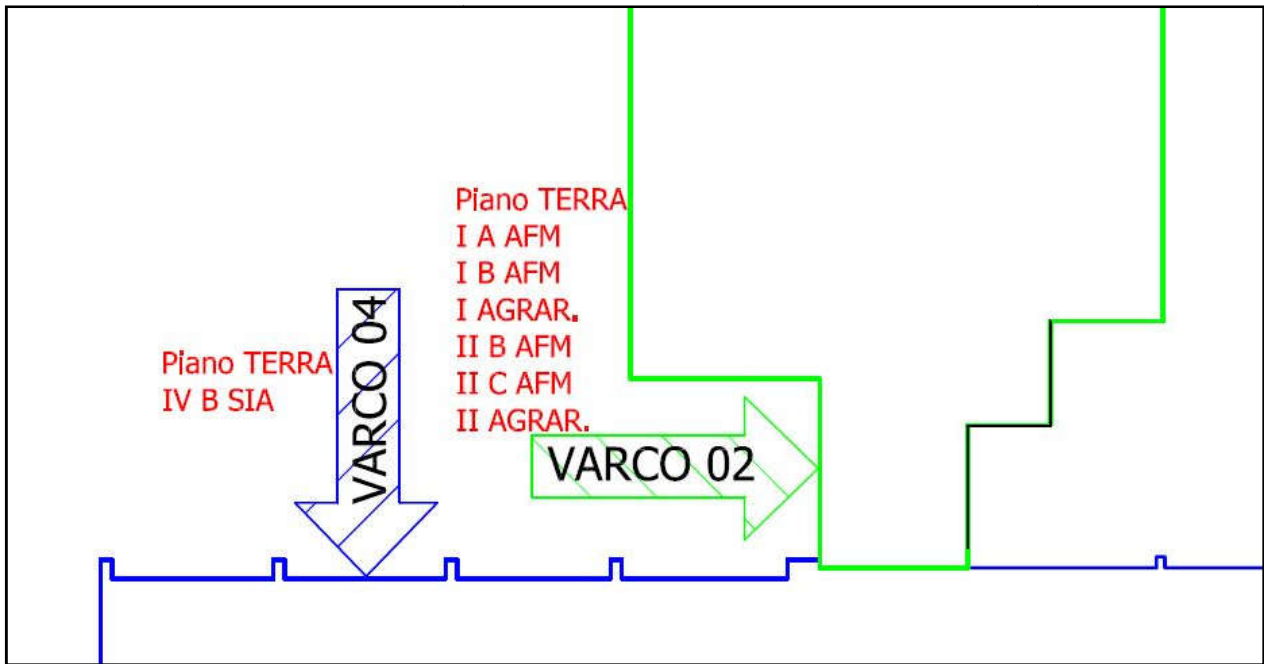 Piano TERRA
IV B SIA
VARCO 04
Piano TERRA
I A AFM
I B AFM
I AGRAR.
II B AFM
II C AFM
II AGRAR.
VARCO 02